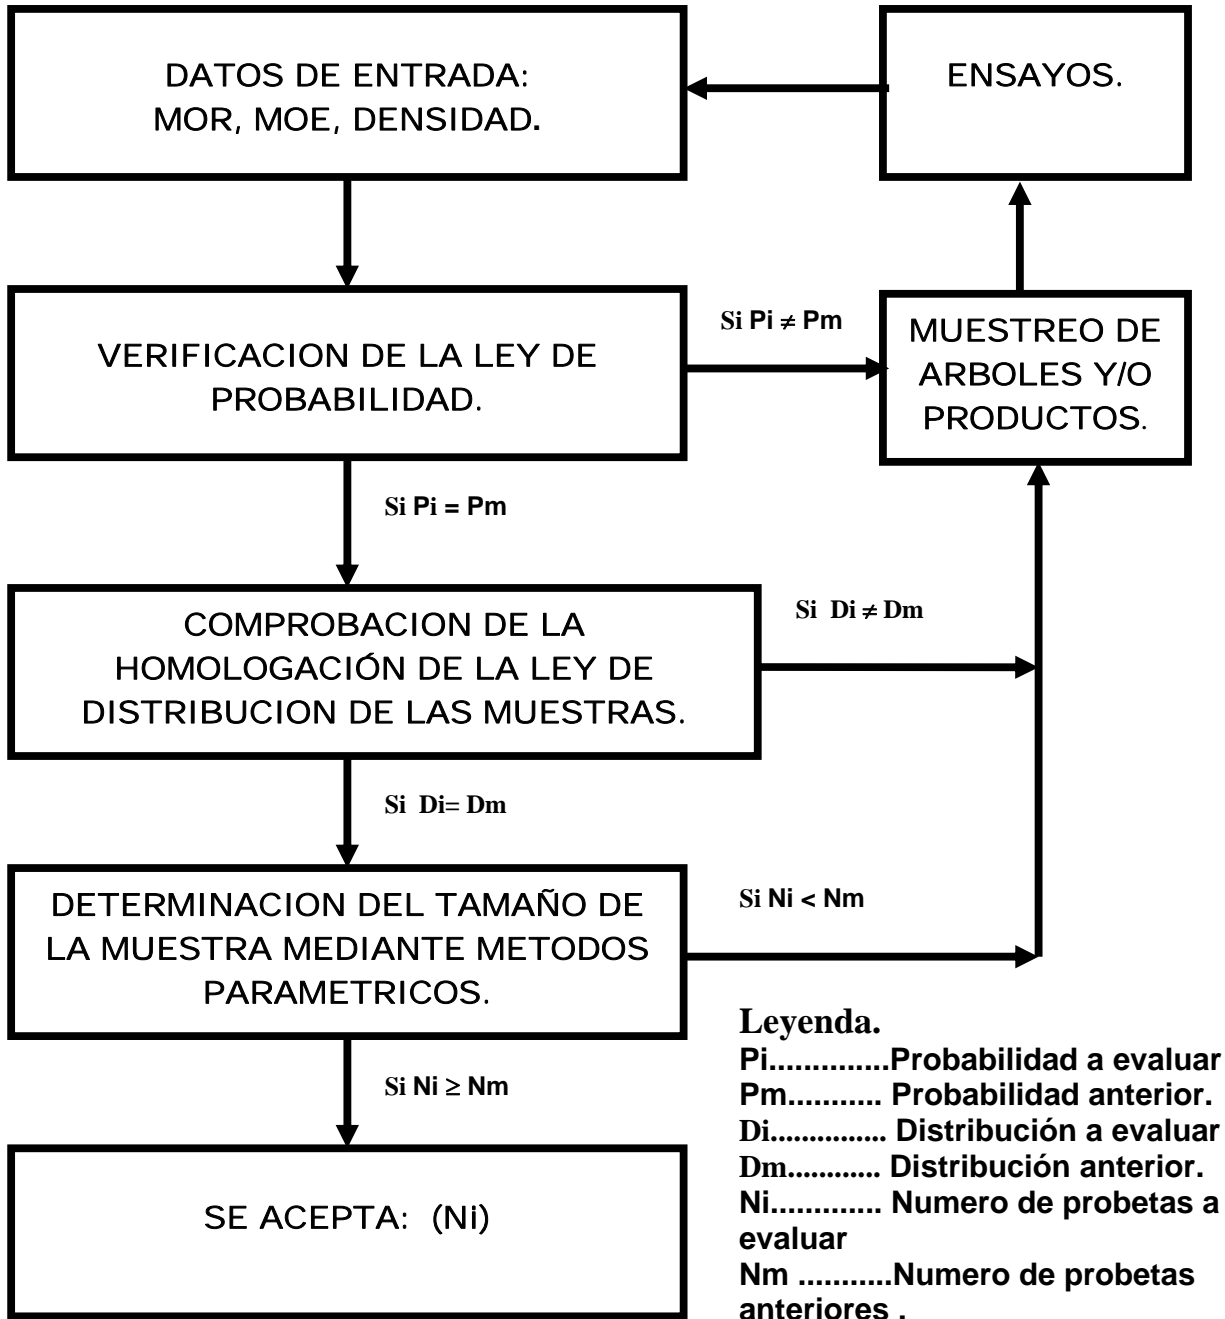 DATOS DE ENTRADA:
MOR, MOE, DENSIDAD.
ENSAYOS.
VERIFICACION DE LA LEY DE
PROBABILIDAD.
Si Pi ≠ Pm
MUESTREO DE
ARBOLES Y/O
PRODUCTOS.
Si Pi = Pm
COMPROBACION DE LA
HOMOLOGACIÓN DE LA LEY DE
DISTRIBUCION DE LAS MUESTRAS.
Si Di ≠ Dm
Si Di= Dm
DETERMINACION DEL TAMAÑO DE
LA MUESTRA MEDIANTE METODOS
PARAMETRICOS.
Si Ni < Nm
Si Ni ≥ Nm
SE ACEPTA: (Ni)
Leyenda.
Pi..............Probabilidad a evaluar
Pm........... Probabilidad anterior.
Di............... Distribución a evaluar
Dm............ Distribución anterior.
Ni............. Numero de probetas a
evaluar
Nm ...........Numero de probetas
anteriores .